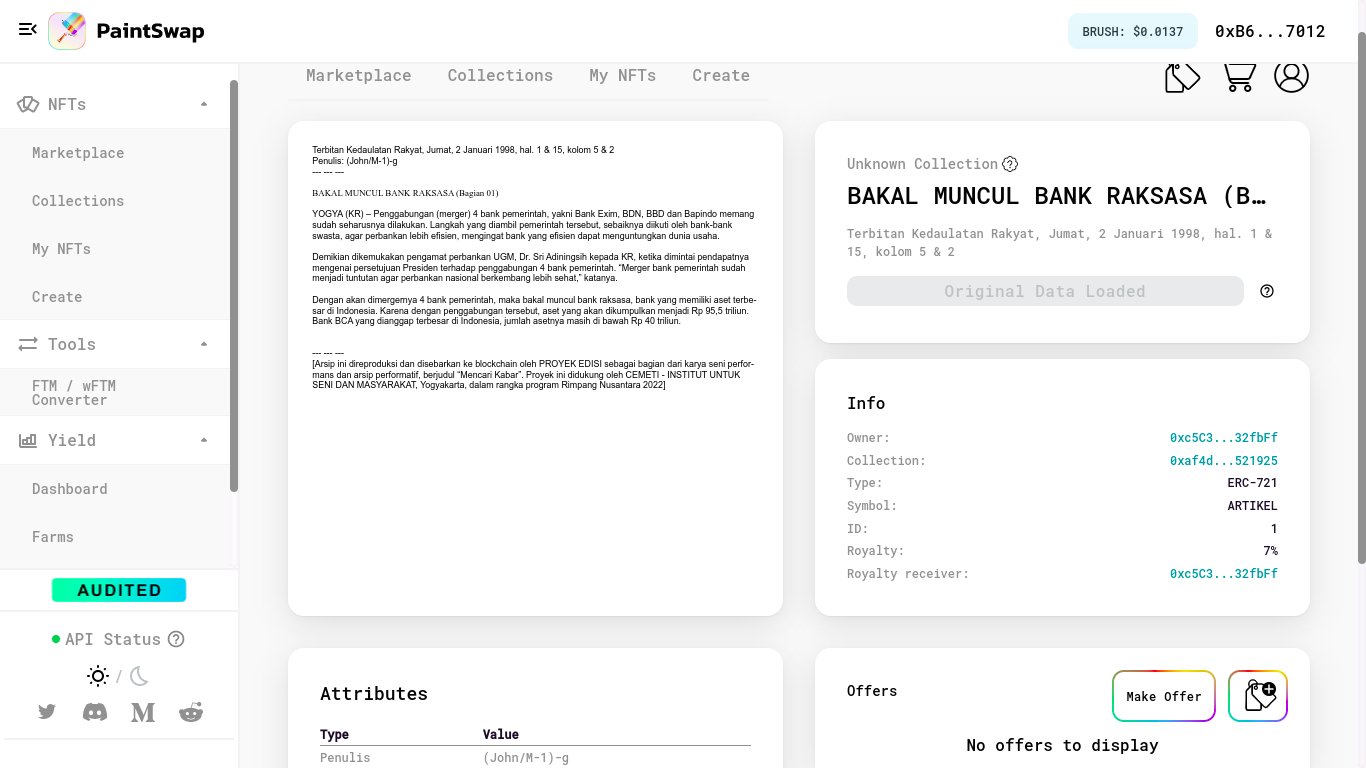 PaintSwap
BRUSH: $0.0137
0xB6...7012
Marketplace
Collections
My NFTs
Create
NFTs
Marketplace
Collections
My NFTs
Create
Tools
FTM / wFTM
Converter
Yield
Dashboard
Farms
AUDITED
API Status
/
Terbitan Kedaulatan Rakyat, Jumat, 2 Januari 1998, hal. 1 & 15, kolom 5 & 2
Penulis: (John/M-1)-g
--- --- ---
BAKAL MUNCUL BANK RAKSASA (Bagian 01)
YOGYA (KR) – Penggabungan (merger) 4 bank pemerintah, yakni Bank Exim, BDN, BBD dan Bapindo memang
sudah seharusnya dilakukan. Langkah yang diambil pemerintah tersebut, sebaiknya diikuti oleh bank-bank
swasta, agar perbankan lebih efisien, mengingat bank yang efisien dapat menguntungkan dunia usaha.
Demikian dikemukakan pengamat perbankan UGM, Dr. Sri Adiningsih kepada KR, ketika dimintai pendapatnya
mengenai persetujuan Presiden terhadap penggabungan 4 bank pemerintah. “Merger bank pemerintah sudah
menjadi tuntutan agar perbankan nasional berkembang lebih sehat,” katanya.
Dengan akan dimergernya 4 bank pemerintah, maka bakal muncul bank raksasa, bank yang memiliki aset terbe-
sar di Indonesia. Karena dengan penggabungan tersebut, aset yang akan dikumpulkan menjadi Rp 95,5 triliun.
Bank BCA yang dianggap terbesar di Indonesia, jumlah asetnya masih di bawah Rp 40 triliun.
--- --- ---
[Arsip ini direproduksi dan disebarkan ke blockchain oleh PROYEK EDISI sebagai bagian dari karya seni perfor-
mans dan arsip performatif, berjudul “Mencari Kabar”. Proyek ini didukung oleh CEMETI - INSTITUT UNTUK
SENI DAN MASYARAKAT, Yogyakarta, dalam rangka program Rimpang Nusantara 2022]
Unknown Collection
BAKAL MUNCUL BANK RAKSASA (B…
Terbitan Kedaulatan Rakyat, Jumat, 2 Januari 1998, hal. 1 &
15, kolom 5 & 2
Original Data Loaded
Info
Owner: 0xc5C3...32fbFf
Collection: 0xaf4d...521925
Type: ERC-721
Symbol: ARTIKEL
ID: 1
Royalty: 7%
Royalty receiver: 0xc5C3...32fbFf
Attributes
Type Value
Penulis (John/M-1)-g
Offers
Make Offer
No offers to display